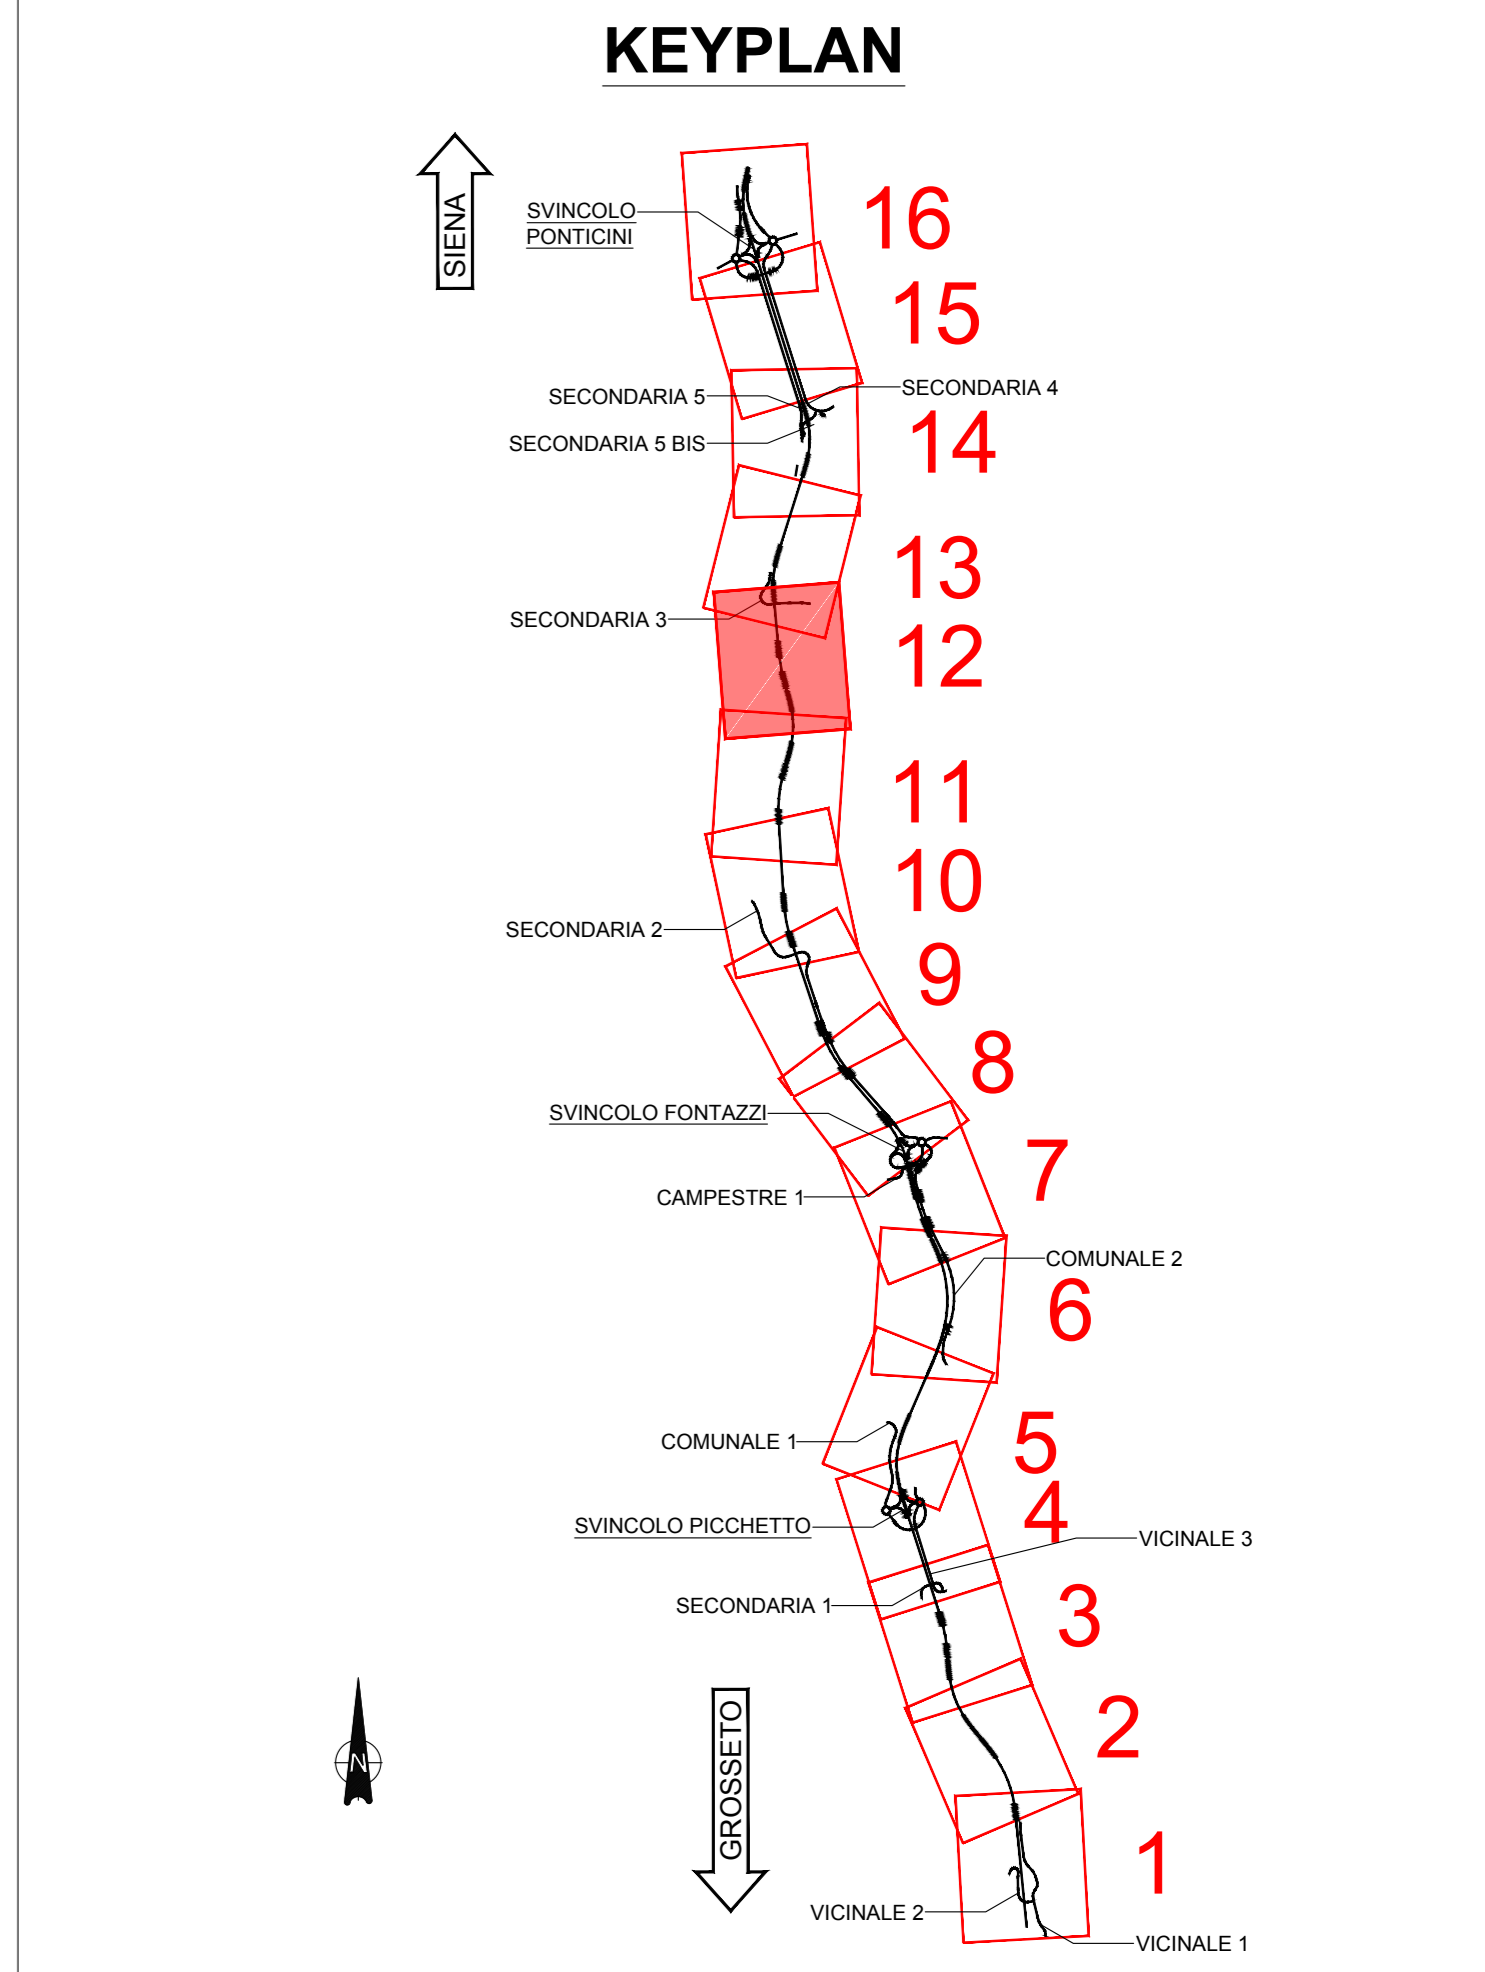 KEYPLAN
SIENA
SVINCOLO
PONTICINI
16
15
SECONDARIA 4
SECONDARIA 5
14
SECONDARIA 5 BIS
13
SECONDARIA 3
12
11
10
SECONDARIA 2
9
8
SVINCOLO FONTAZZI
7
CAMPESTRE 1
COMUNALE 2
6
COMUNALE 1
5
4
SVINCOLO PICCHETTO
VICINALE 3
SECONDARIA 1
3
2
GROSSETO
N
1
VICINALE 2
VICINALE 1